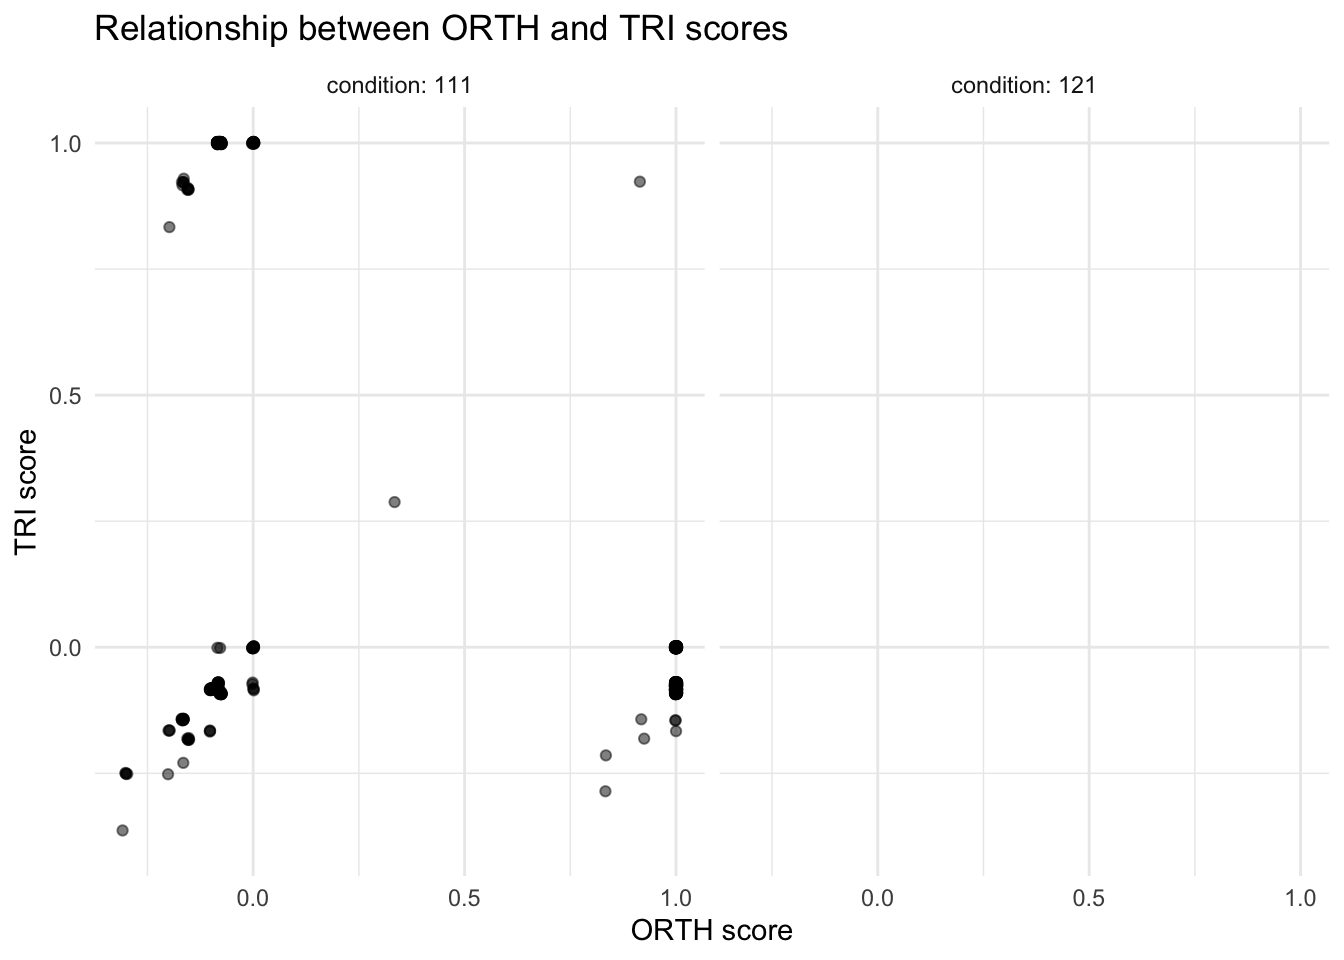 Relationship between ORTH and TRI scores
condition: 111
condition: 121
1.0
0.5
0.0
TRI score
0.0
0.5
1.0
0.0
0.5
1.0
ORTH score